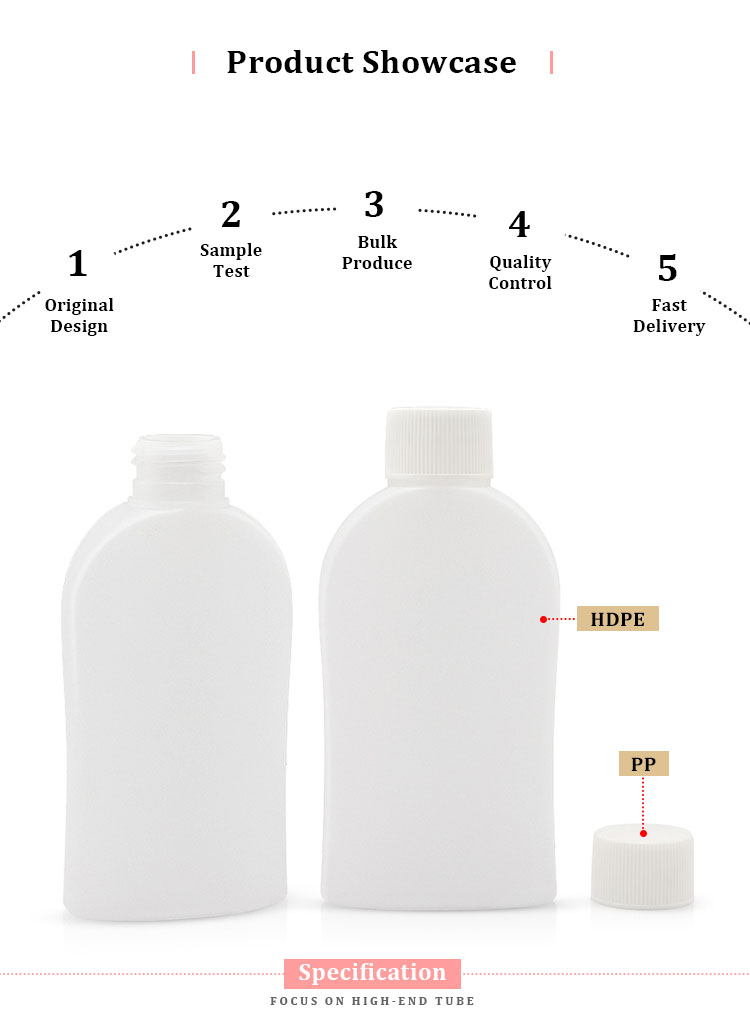 Product Showcase
1
Original
Design
2
Sample
Test
3
Bulk
Produce
4
Quality
Control
5
Fast
Delivery
HDPE
PP
Specification
FOCUS ON HIGH-END TUBE